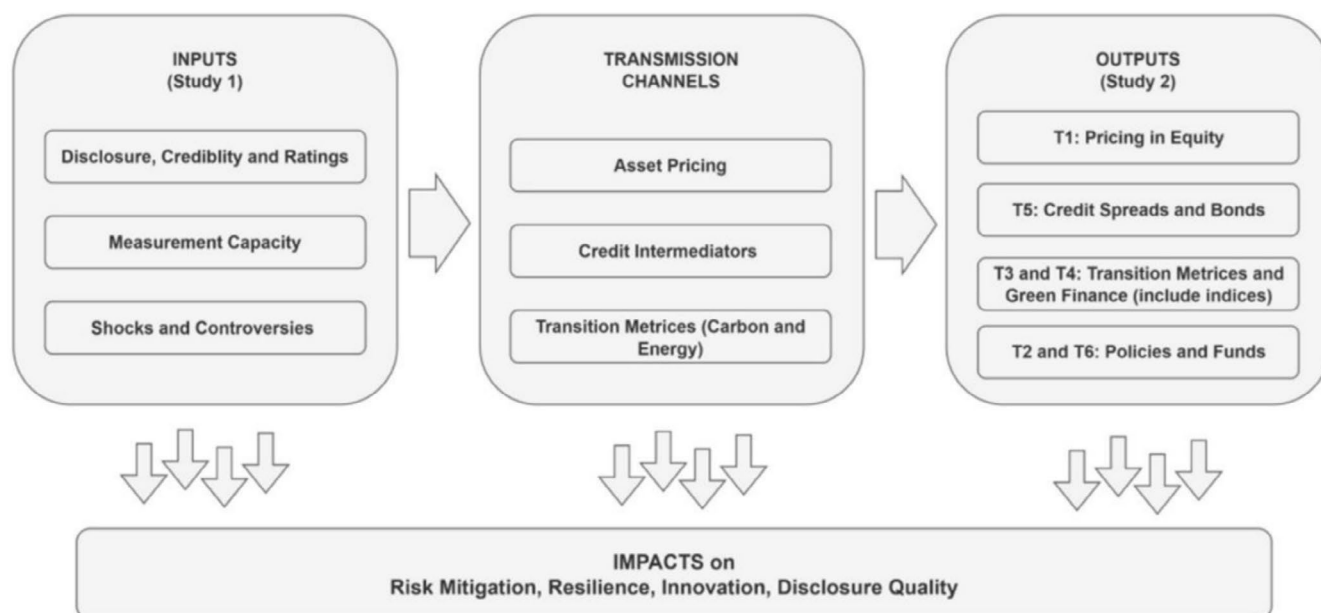 INPUTS
(Study 1)
Disclosure, Crediblity and Ratings
Measurement Capacity
Shocks and Controversies
TRANSMISSION
CHANNELS
Asset Pricing
Credit Intermediators
Transition Metrices (Carbon and
Energy)
OUTPUTS
(Study 2)
T1: Pricing in Equity
T5: Credit Spreads and Bonds
T3 and T4: Transition Metrices and
Green Finance (include indices)
T2 and T6: Policies and Funds
IMPACTS on
Risk Mitigation, Resilience, Innovation, Disclosure Quality